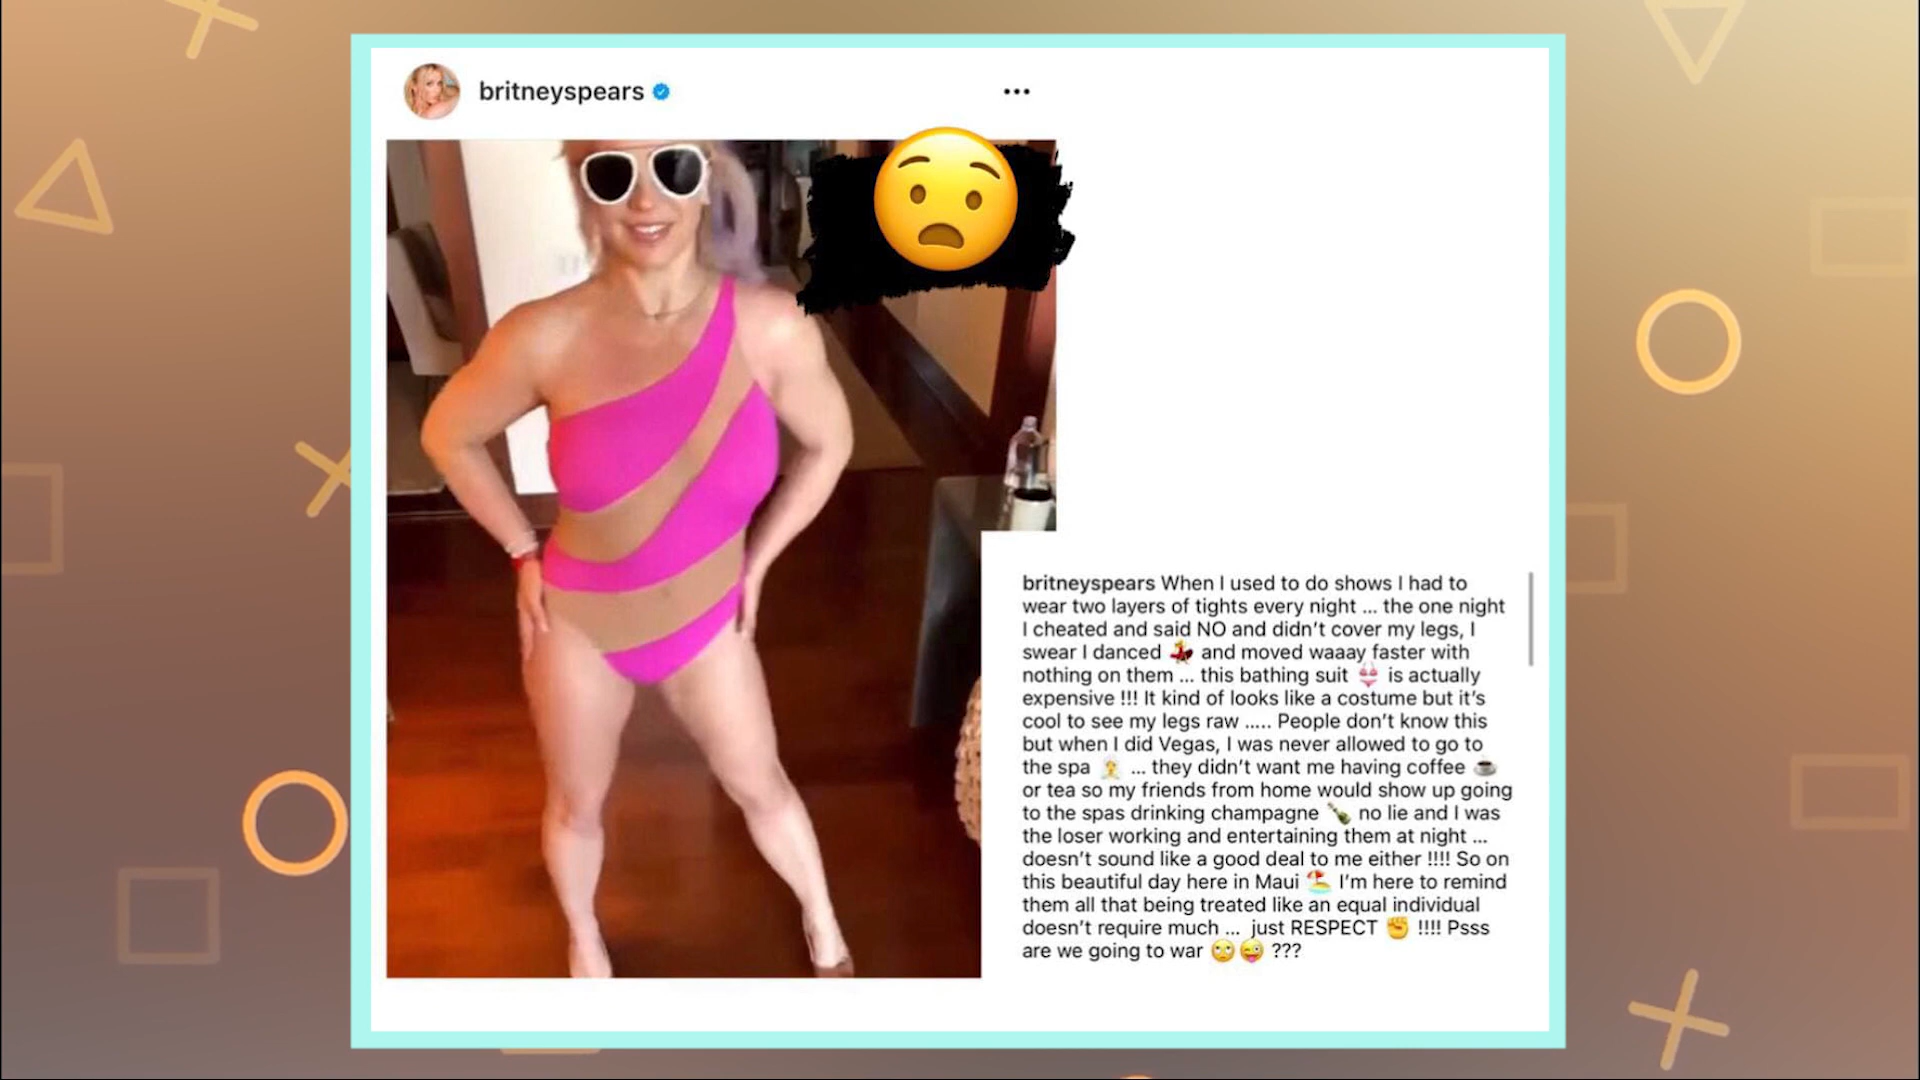 britneyspears
britneyspears When I used to do shows I had to
wear two layers of tights every night ... the one night
I cheated and said NO and didn't cover my legs, I
swear I danced 💃 and moved waaay faster with
nothing on them ... this bathing suit 👙 is actually
expensive !!! It kind of looks like a costume but it's
cool to see my legs raw ..... People don't know this
but when I did Vegas, I was never allowed to go to
the spa 🧖‍♀️ ... they didn't want me having coffee ☕
or tea so my friends from home would show up going
to the spas drinking champagne 🍾 no lie and I was
the loser working and entertaining them at night ...
doesn't sound like a good deal to me either !!!! So on
this beautiful day here in Maui 🏖️ I'm here to remind
them all that being treated like an equal individual
doesn't require much ... just RESPECT ✊ !!!! Psss
are we going to war 🙄😜 ???